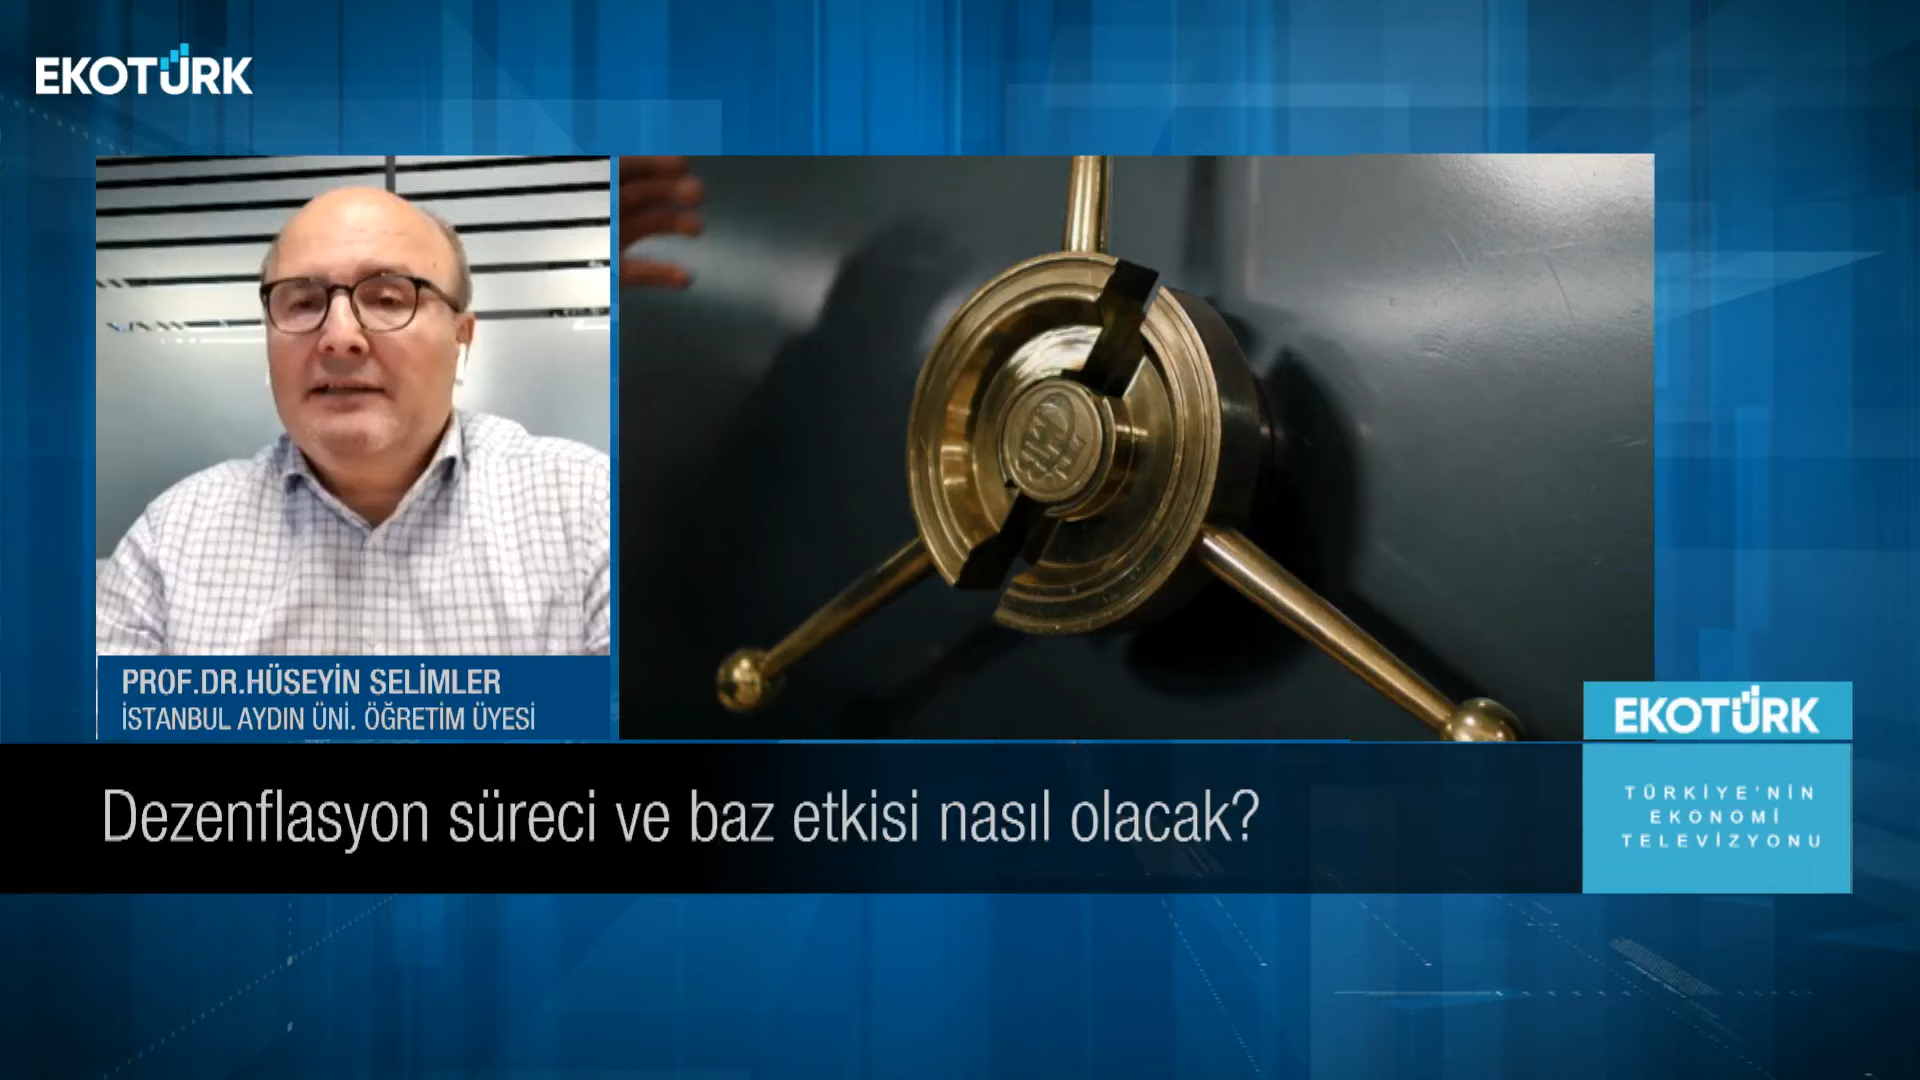 EKOTÜRK
PROF.DR.HÜSEYİN SELİMLER
İSTANBUL AYDIN ÜNİ. ÖĞRETİM ÜYESİ
Dezenflasyon süreci ve baz etkisi nasıl olacak?
EKOTÜRK
TÜRKİYE'NİN
EKONOMİ
TELEVİZYONU